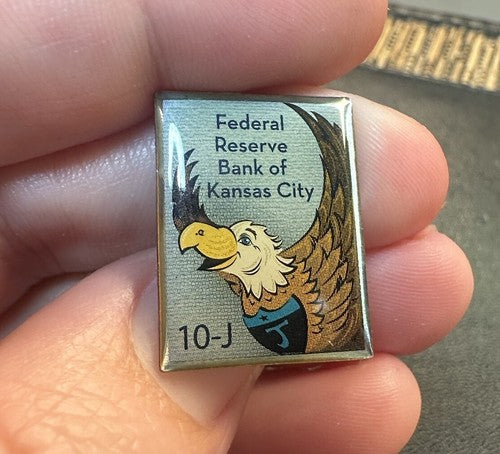 Federal
Reserve
Bank of
Kansas City
J
10-J